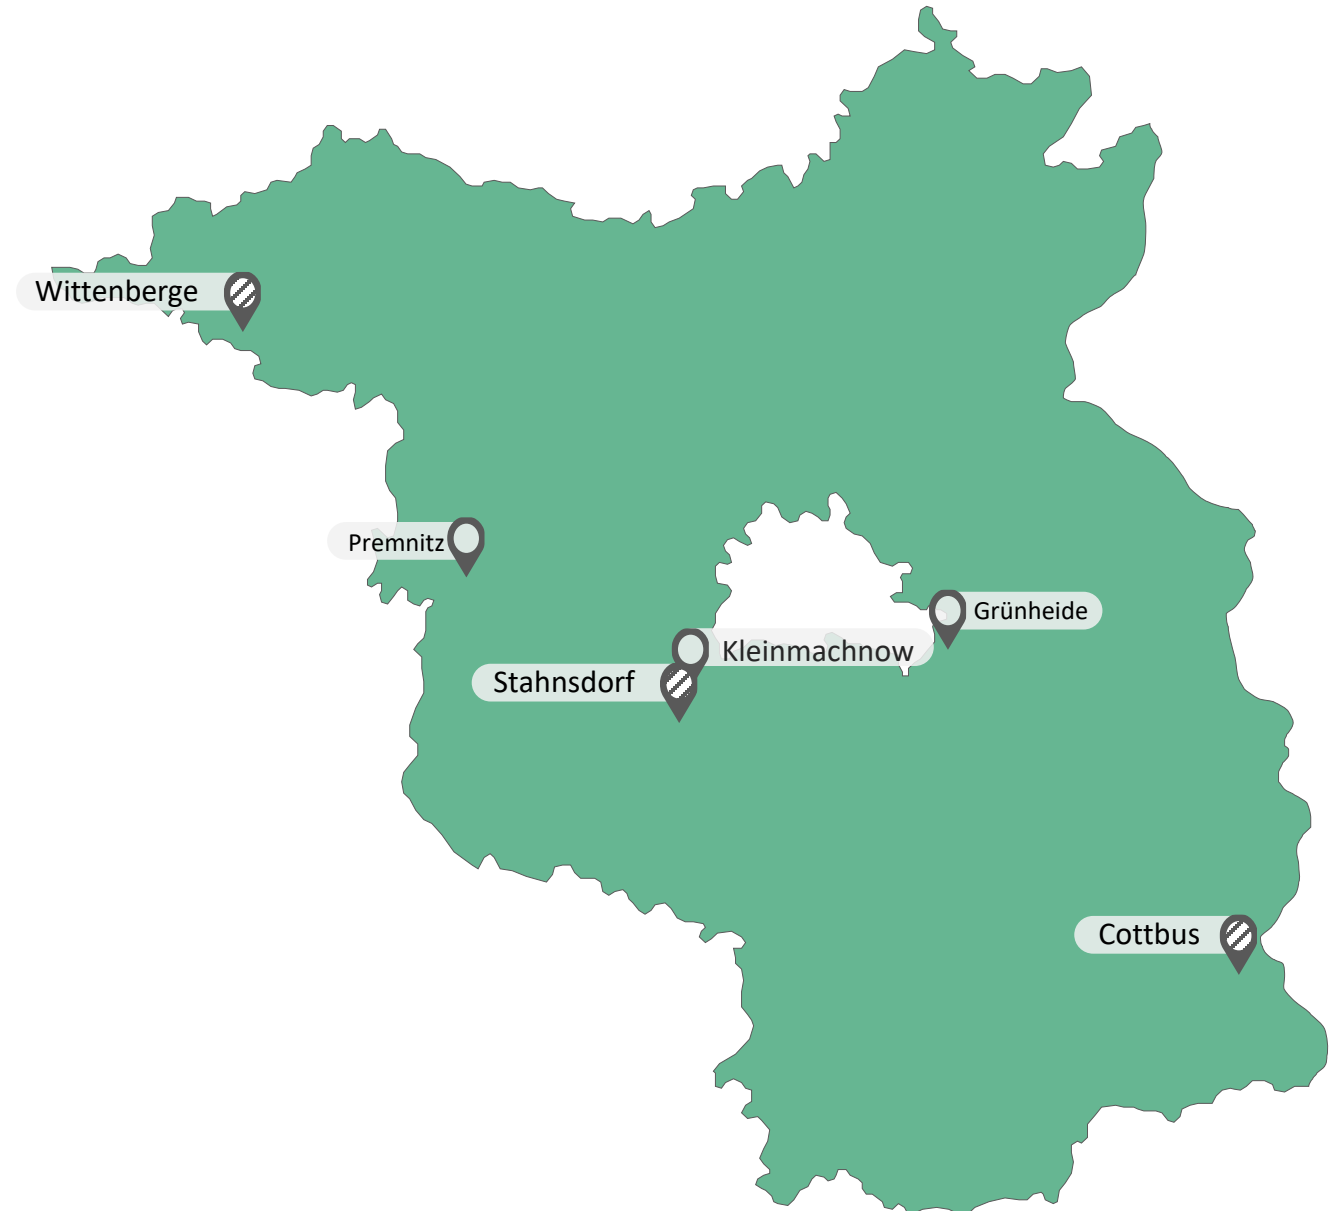 Wittenberge
Premnitz
Grünheide
Kleinmachnow
Stahnsdorf
Cottbus